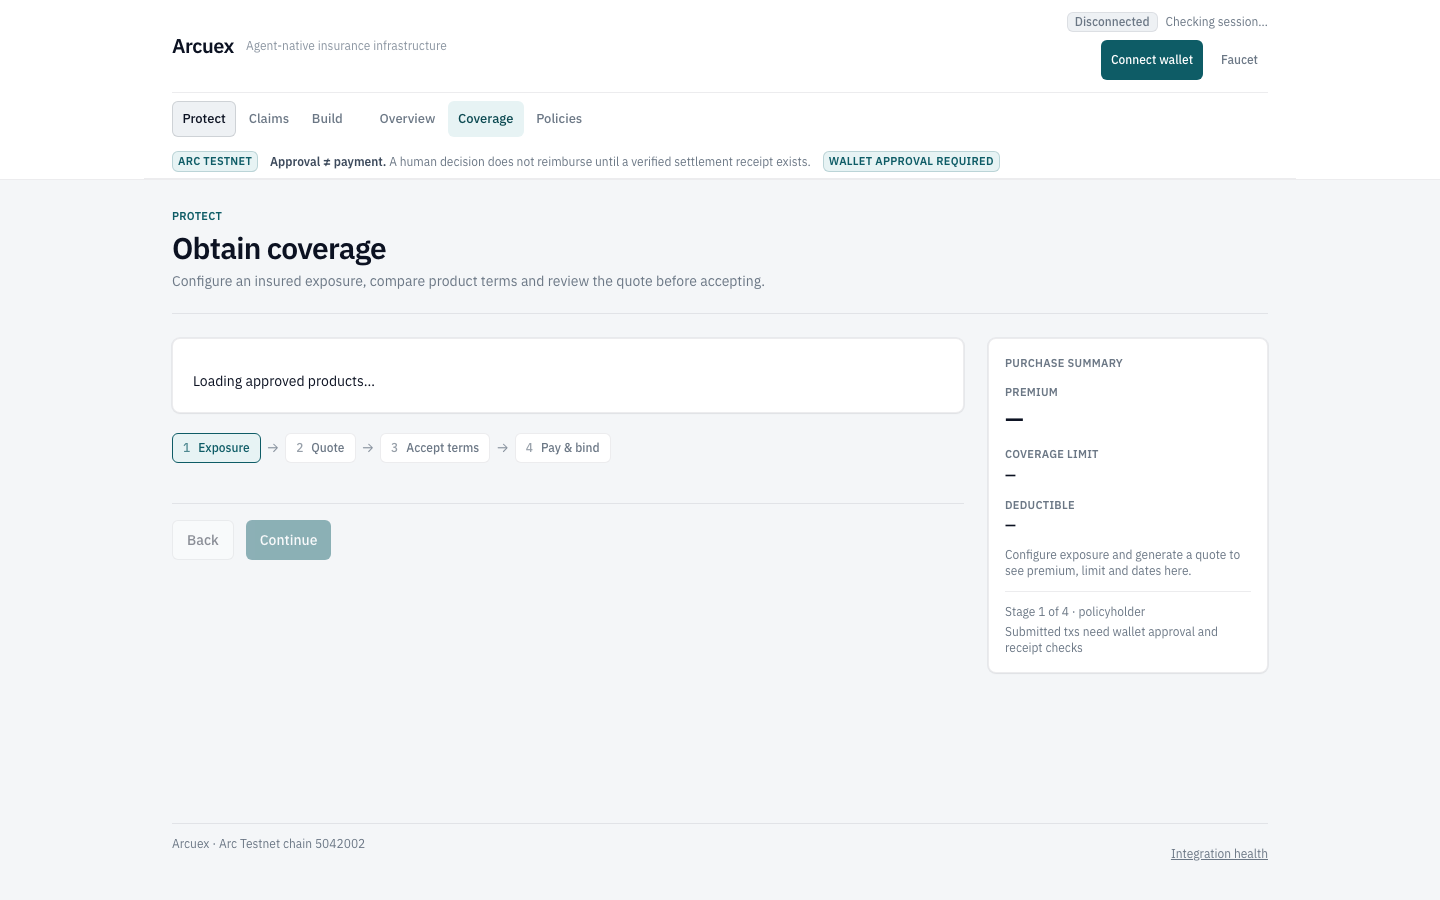 Arcuex Agent-native insurance infrastructure
Disconnected Checking session...
Connect wallet Faucet
Protect Claims Build Overview Coverage Policies
ARC TESTNET Approval ≠ payment. A human decision does not reimburse until a verified settlement receipt exists. WALLET APPROVAL REQUIRED
PROTECT
Obtain coverage
Configure an insured exposure, compare product terms and review the quote before accepting.
Loading approved products...
1 Exposure → 2 Quote → 3 Accept terms → 4 Pay & bind
Back Continue
PURCHASE SUMMARY
PREMIUM
—
COVERAGE LIMIT
—
DEDUCTIBLE
—
Configure exposure and generate a quote to
see premium, limit and dates here.
Stage 1 of 4 · policyholder
Submitted txs need wallet approval and
receipt checks
Arcuex · Arc Testnet chain 5042002
Integration health